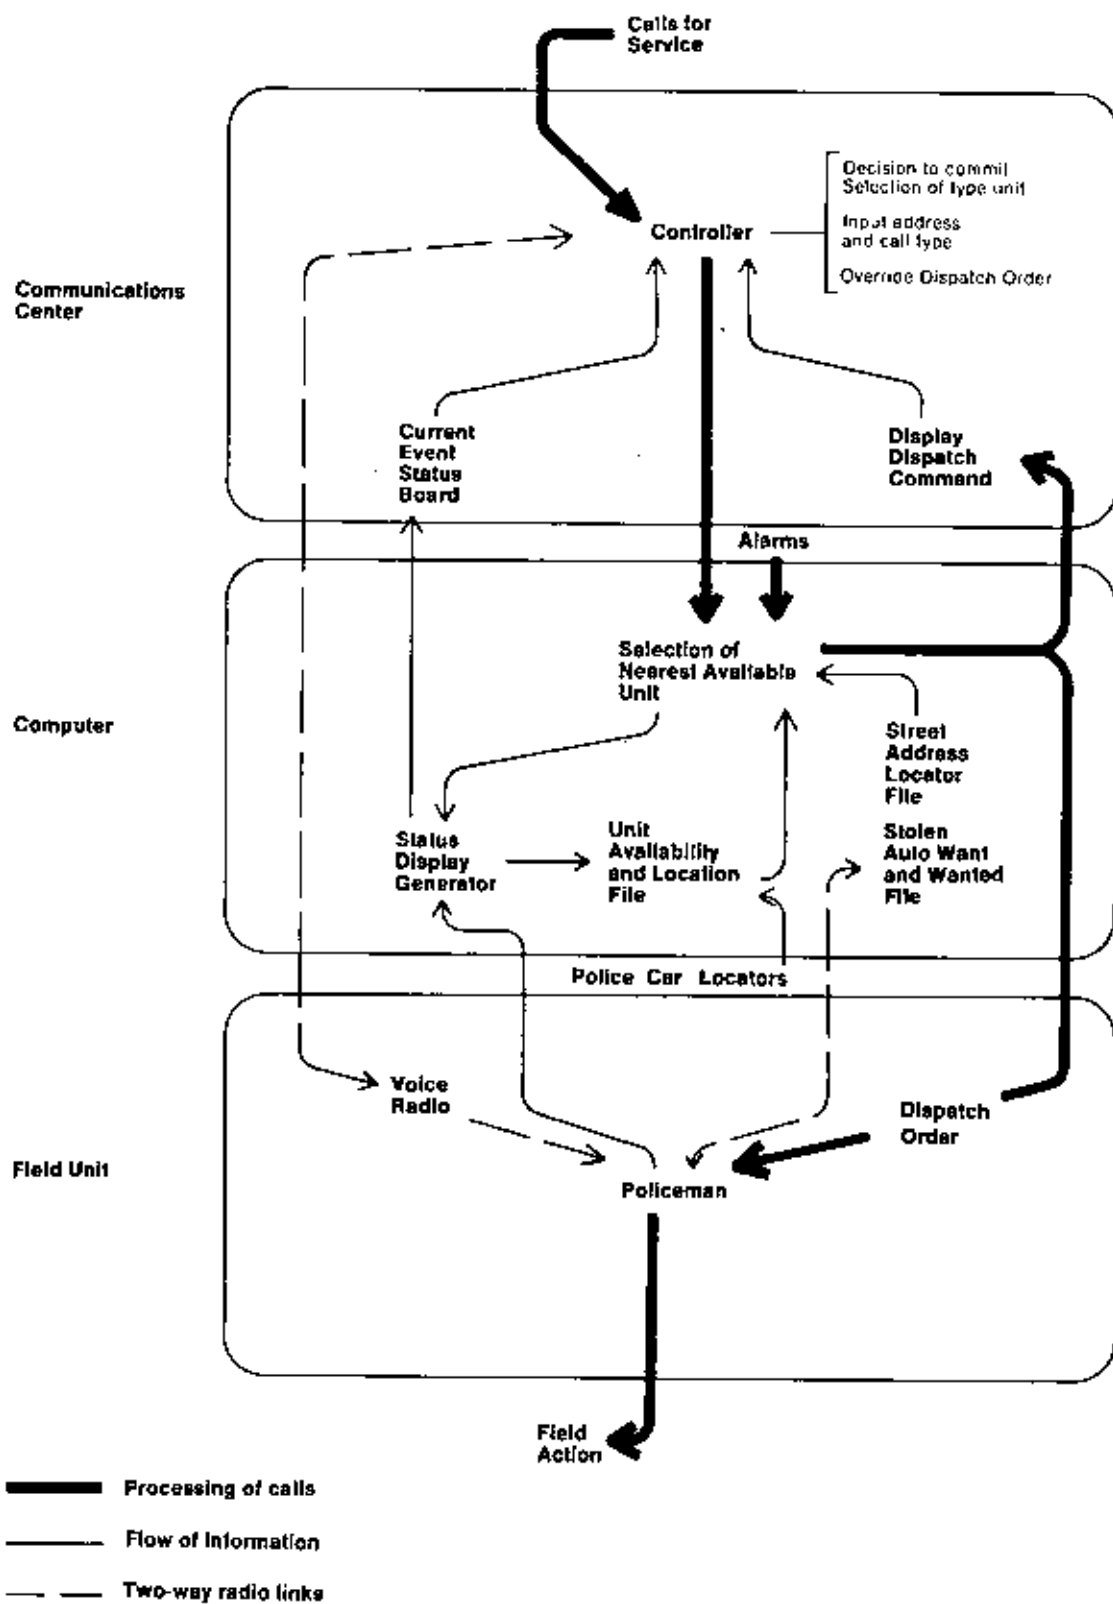 Calls for
Service
Decision to commit
Selection of type unit
Input address
and call type
Override Dispatch Order
Controller
Communications
Center
Current
Event
Status
Board
Display
Dispatch
Command
Alarms
Selection of
Nearest Available
Unit
Computer
Street
Address
Locator
File
Status
Display
Generator
Unit
Availability
and Location
File
Stolen
Auto Want
and Wanted
File
Police Car Locators
Voice
Radio
Dispatch
Order
Field Unit
Policeman
Field
Action
Processing of calls
Flow of Information
Two-way radio links